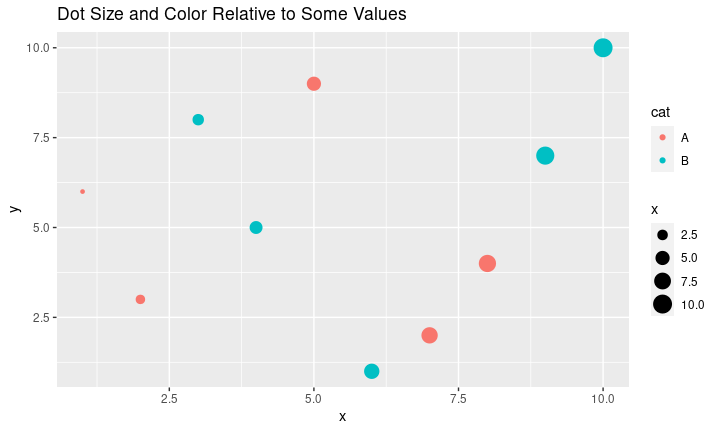 Dot Size and Color Relative to Some Values
10.0
7.5
5.0
2.5
y
2.5 5.0 7.5 10.0
x
cat
A
B
x
2.5
5.0
7.5
10.0